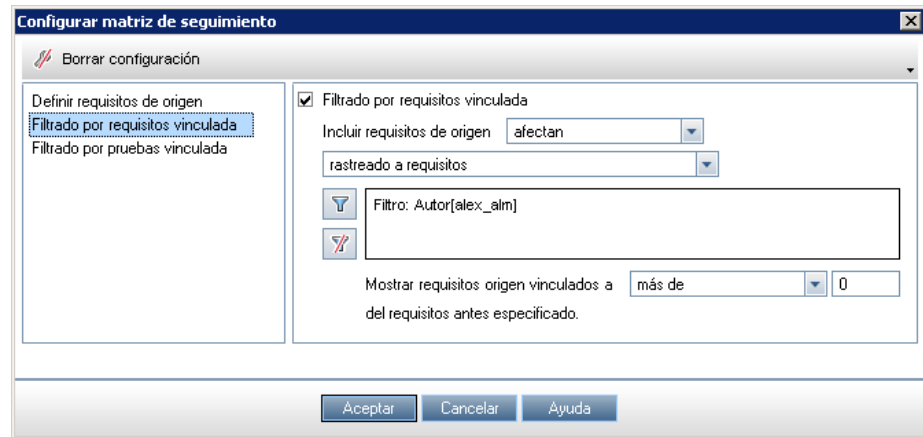 Configurar matriz de seguimiento
Borrar configuración
Definir requisitos de origen
Filtrado por requisitos vinculada
Filtrado por pruebas vinculada
Filtrado por requisitos vinculada
Incluir requisitos de origen afectan
rastreado a requisitos
Filtro: Autor[alex_alm]
Mostrar requisitos origen vinculados a más de 0
del requisitos antes especificado.
Aceptar Cancelar Ayuda